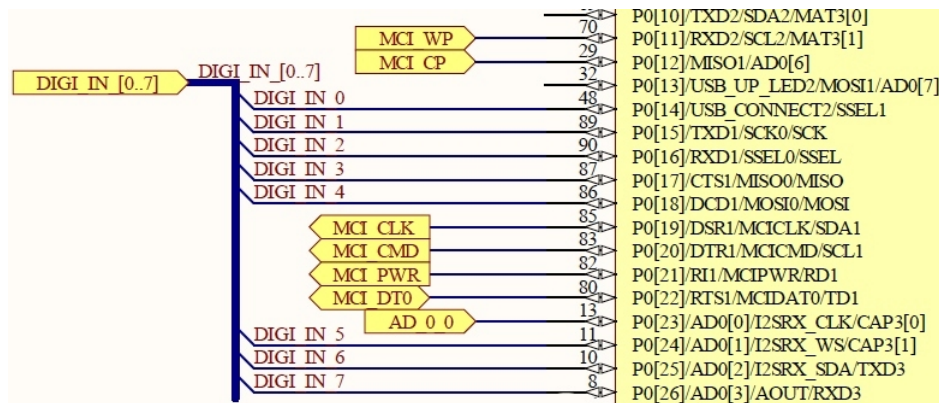 P0[10]/TXD2/SDA2/MAT3[0]
MCI_WP 70 P0[11]/RXD2/SCL2/MAT3[1]
MCI_CP 29 P0[12]/MISO1/AD0[6]
32 P0[13]/USB_UP_LED2/MOSI1/AD0[7]
DIGI_IN_[0..7] DIGI_IN_[0..7]
DIGI_IN_0 48 P0[14]/USB_CONNECT2/SSEL1
DIGI_IN_1 89 P0[15]/TXD1/SCK0/SCK
DIGI_IN_2 90 P0[16]/RXD1/SSEL0/SSEL
DIGI_IN_3 87 P0[17]/CTS1/MISO0/MISO
DIGI_IN_4 86 P0[18]/DCD1/MOSI0/MOSI
MCI_CLK 85 P0[19]/DSR1/MCICLK/SDA1
MCI_CMD 83 P0[20]/DTR1/MCICMD/SCL1
MCI_PWR 82 P0[21]/RI1/MCIPWR/RD1
MCI_DT0 80 P0[22]/RTS1/MCIDAT0/TD1
AD_0_0 13 P0[23]/AD0[0]/I2SRX_CLK/CAP3[0]
DIGI_IN_5 11 P0[24]/AD0[1]/I2SRX_WS/CAP3[1]
DIGI_IN_6 10 P0[25]/AD0[2]/I2SRX_SDA/TXD3
DIGI_IN_7 8 P0[26]/AD0[3]/AOUT/RXD3